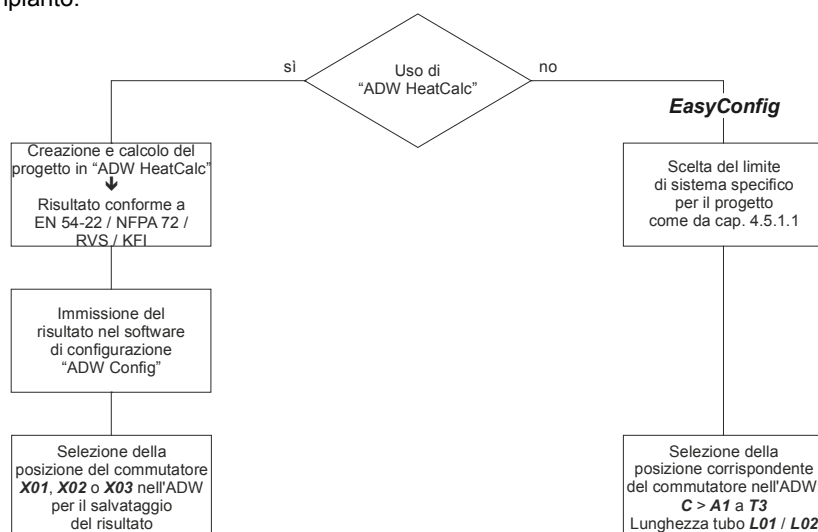 npianto.
sì
Uso di
“ADW HeatCalc”
no
EasyConfig
Creazione e calcolo del
progetto in “ADW HeatCalc”
🡻
Risultato conforme a
EN 54-22 / NFPA 72 /
RVS / KFI
Scelta del limite
di sistema specifico
per il progetto
come da cap. 4.5.1.1
Immissione del
risultato nel software
di configurazione
“ADW Config”
Selezione della
posizione del commutatore
X01, X02 o X03 nell'ADW
per il salvataggio
del risultato
Selezione della
posizione corrispondente
del commutatore nell'ADW
C > A1 a T3
Lunghezza tubo L01 / L02